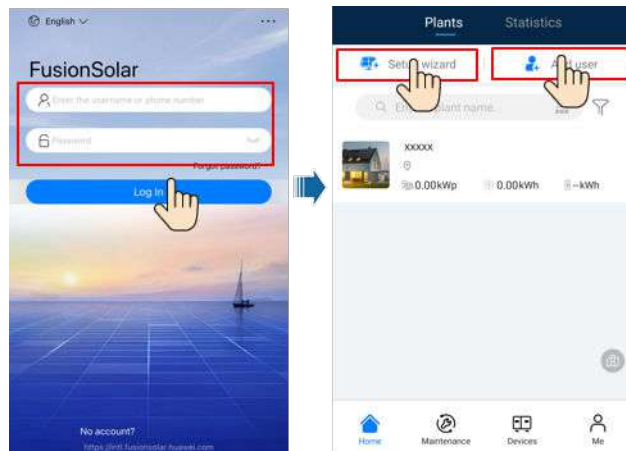 English
FusionSolar
Enter the username or phone number
Password
Forgot password?
Log In
No account?
https://intl.fusionsolar.huawei.com
Plants Statistics
Setup wizard Add user
Enter plant name.
xxxxx
0.00kWp 0.00kWh --kWh
Home Maintenance Devices Me